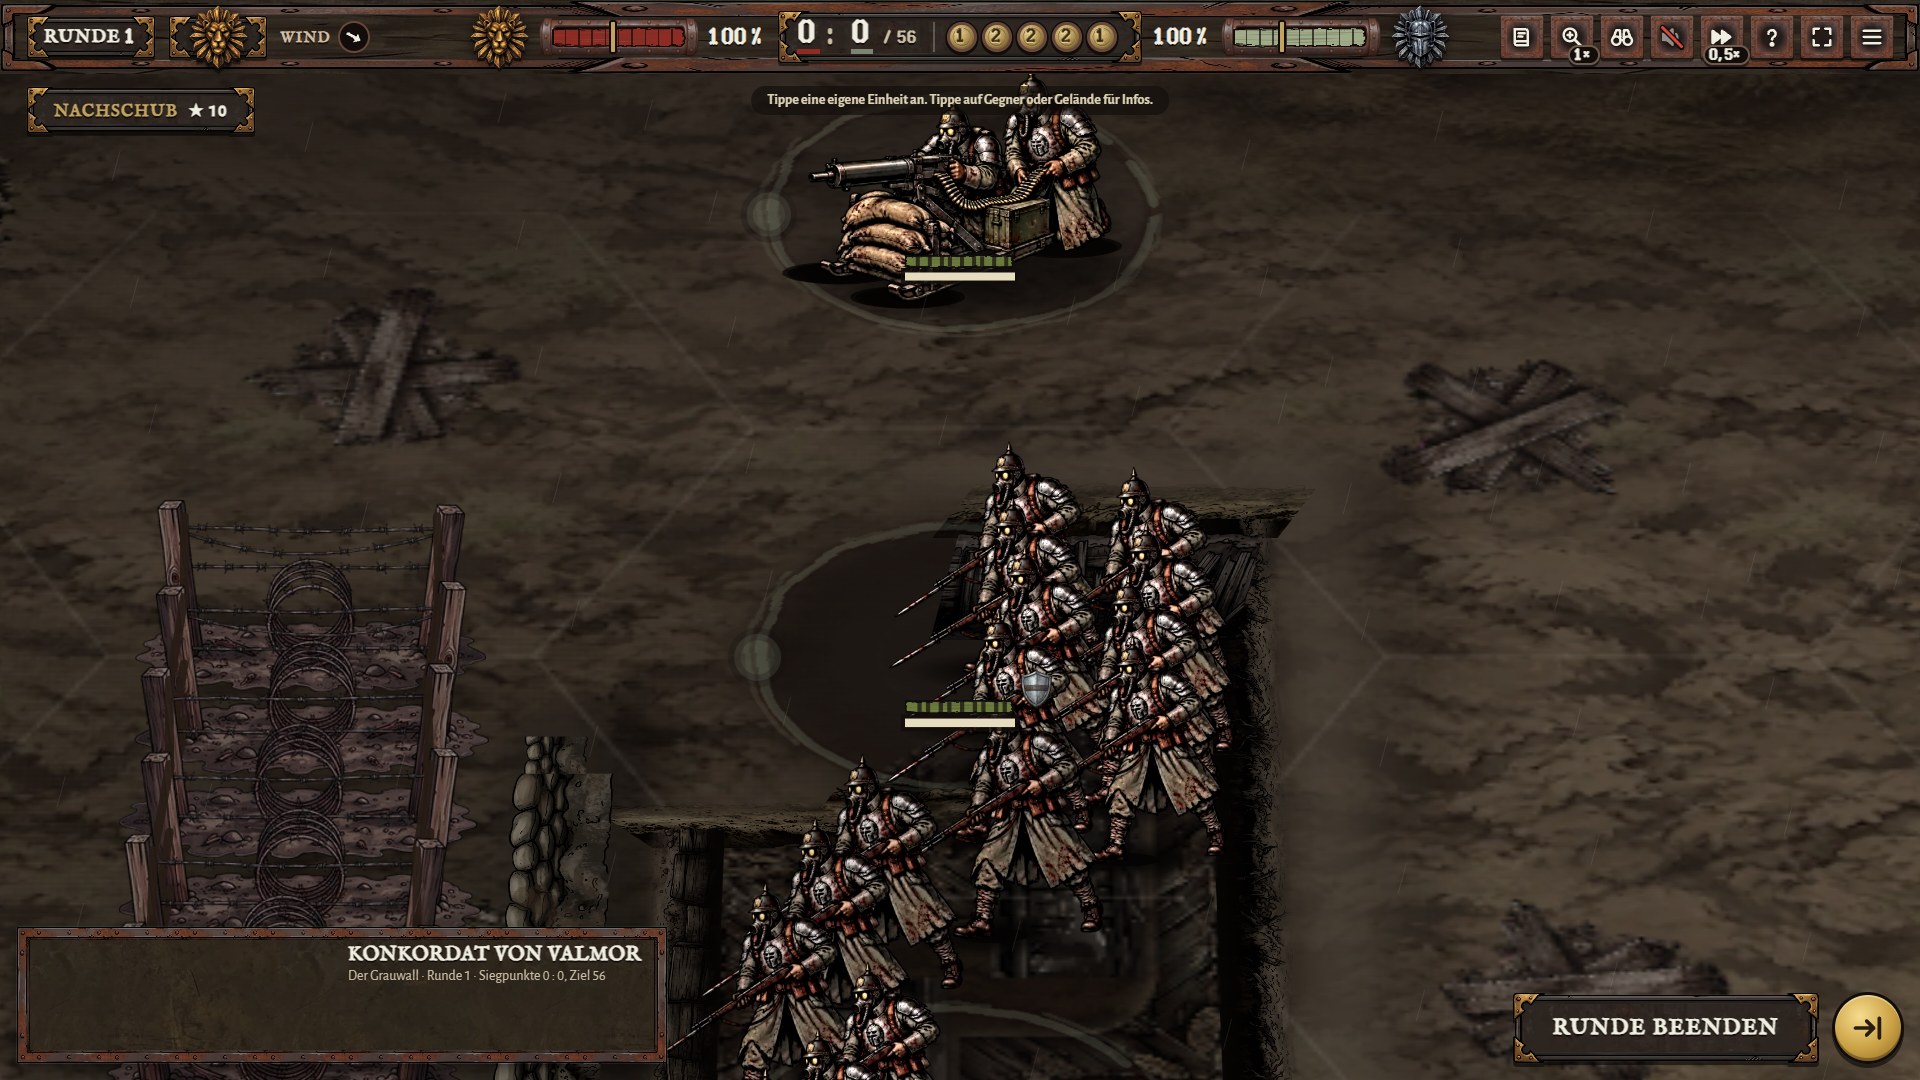 RUNDE 1
WIND
100%
0 : 0 / 56
1 2 2 2 1
100%
1×
0,5×
?
NACHSCHUB ★ 10
Tippe eine eigene Einheit an. Tippe auf Gegner oder Gelände für Infos.
KONKORDAT VON VALMOR
Der Grauwall · Runde 1 · Siegpunkte 0 : 0, Ziel 56
RUNDE BEENDEN